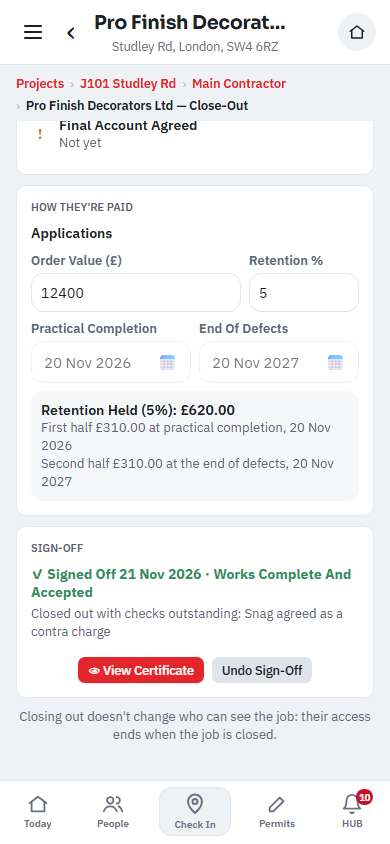 Pro Finish Decorat...
Studley Rd, London, SW4 6RZ
Projects › J101 Studley Rd › Main Contractor
› Pro Finish Decorators Ltd — Close-Out
! Final Account Agreed
Not yet
HOW THEY'RE PAID
Applications
Order Value (£) Retention %
12400 5
Practical Completion End Of Defects
20 Nov 2026 20 Nov 2027
Retention Held (5%): £620.00
First half £310.00 at practical completion, 20 Nov
2026
Second half £310.00 at the end of defects, 20 Nov
2027
SIGN-OFF
✓ Signed Off 21 Nov 2026 · Works Complete And
Accepted
Closed out with checks outstanding: Snag agreed as a
contra charge
View Certificate Undo Sign-Off
Closing out doesn't change who can see the job: their access
ends when the job is closed.
10
Today People Check In Permits HUB